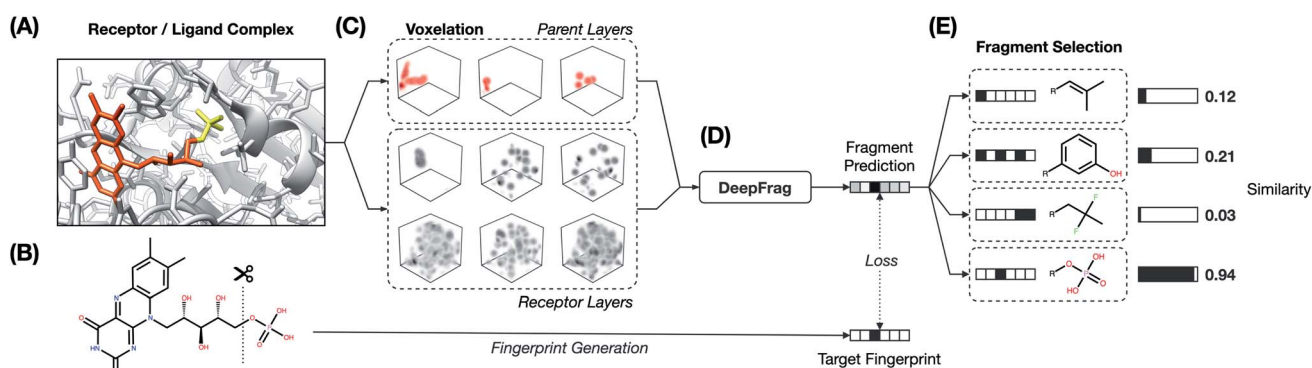 (A)
Receptor / Ligand Complex
(B)
N
N
N
NH
O
O
OH
OH
OH
OH
P
O
OH
(C)
Voxelation
Parent Layers
Receptor Layers
Fingerprint Generation
(D)
DeepFrag
Fragment
Prediction
Loss
Target Fingerprint
(E)
Fragment Selection
R
0.12
R
OH
0.21
R
F
F
0.03
R
O
P
OH
HO
O
0.94
Similarity